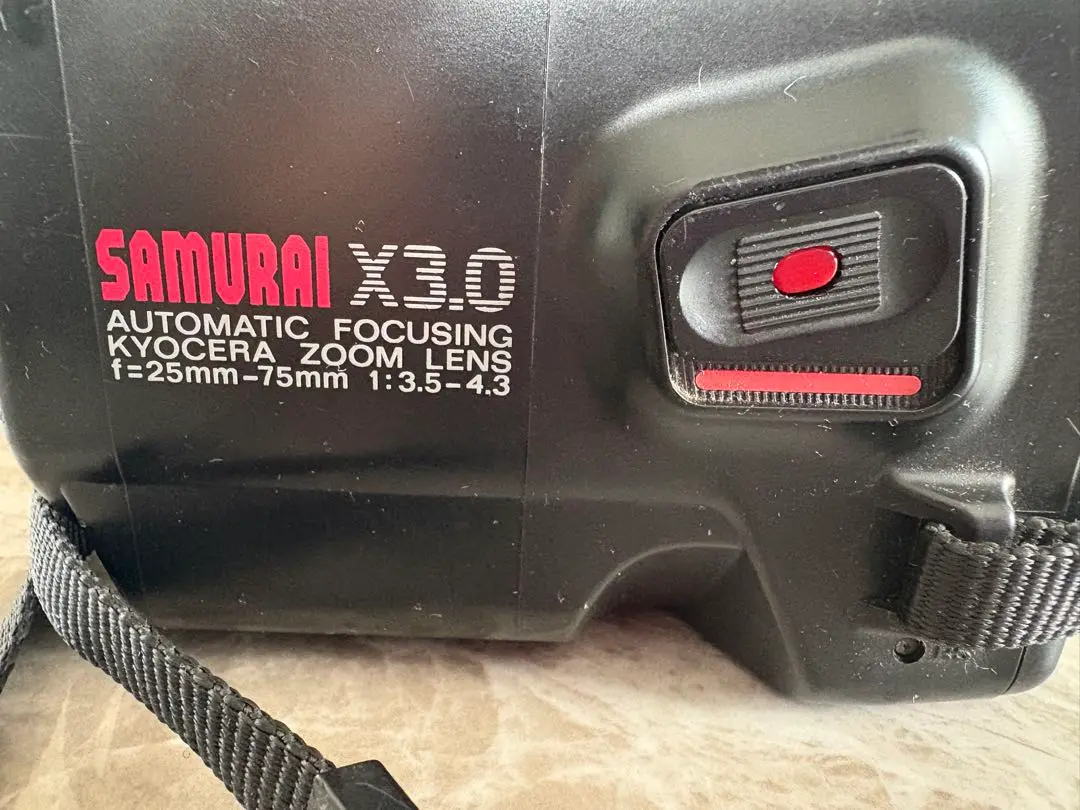 SAMURAI X3.0
AUTOMATIC FOCUSING
KYOCERA ZOOM LENS
f=25mm-75mm 1:3.5-4.3